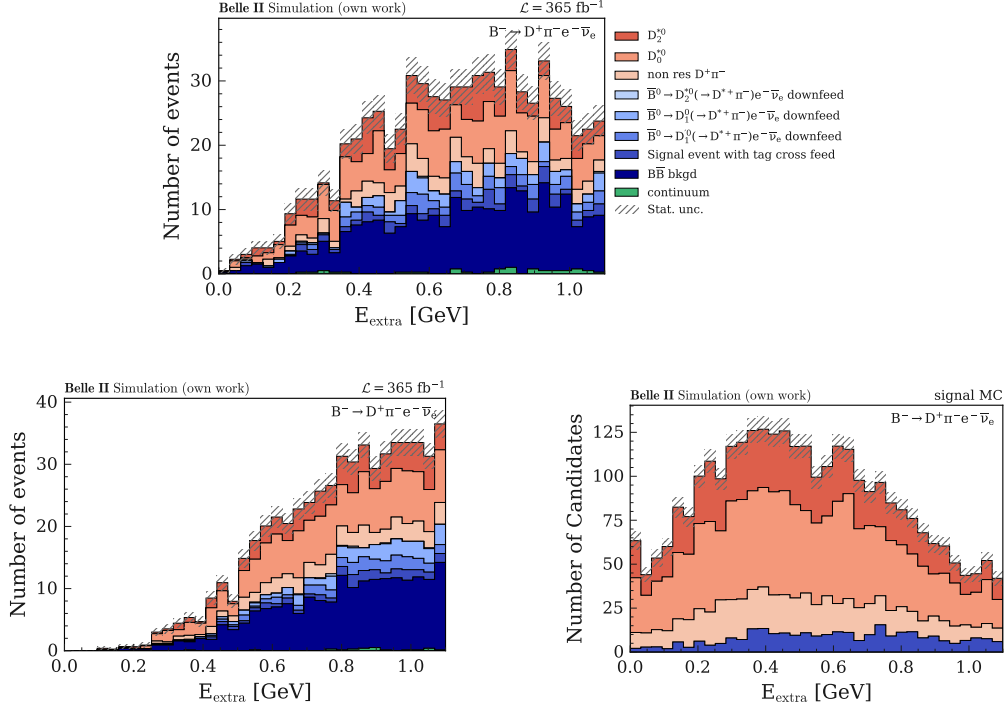 Belle II Simulation (own work) ℒ = 365 fb⁻¹
B⁻ → D⁺π⁻e⁻ν̅ₑ
Number of events
30
20
10
0
0.0 0.2 0.4 0.6 0.8 1.0
E_extra [GeV]
D₂*⁰
D₀*⁰
non res D⁺π⁻
B̅⁰ → D₂*⁰(→ D*⁺π⁻)e⁻ν̅ₑ downfeed
B̅⁰ → D₁⁰(→ D*⁺π⁻)e⁻ν̅ₑ downfeed
B̅⁰ → D₁′⁰(→ D*⁺π⁻)e⁻ν̅ₑ downfeed
Signal event with tag cross feed
BB̅ bkgd
continuum
Stat. unc.
Belle II Simulation (own work) ℒ = 365 fb⁻¹
B⁻ → D⁺π⁻e⁻ν̅ₑ
Number of events
40
30
20
10
0
0.0 0.2 0.4 0.6 0.8 1.0
E_extra [GeV]
Belle II Simulation (own work) signal MC
B⁻ → D⁺π⁻e⁻ν̅ₑ
Number of Candidates
125
100
75
50
25
0
0.0 0.2 0.4 0.6 0.8 1.0
E_extra [GeV]